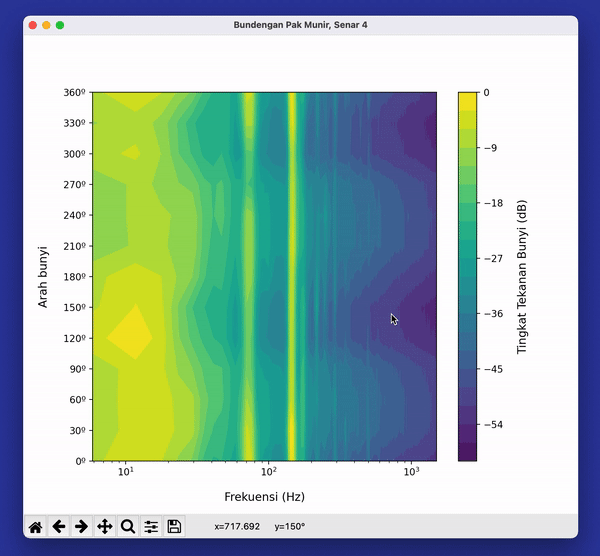 Bundengan Pak Munir, Senar 4
360º
330º
300º
270º
240º
210º
180º
150º
120º
90º
60º
30º
0º
Arah bunyi
10¹
10²
10³
Frekuensi (Hz)
0
−9
−18
−27
−36
−45
−54
Tingkat Tekanan Bunyi (dB)
x=717.692 y=150°